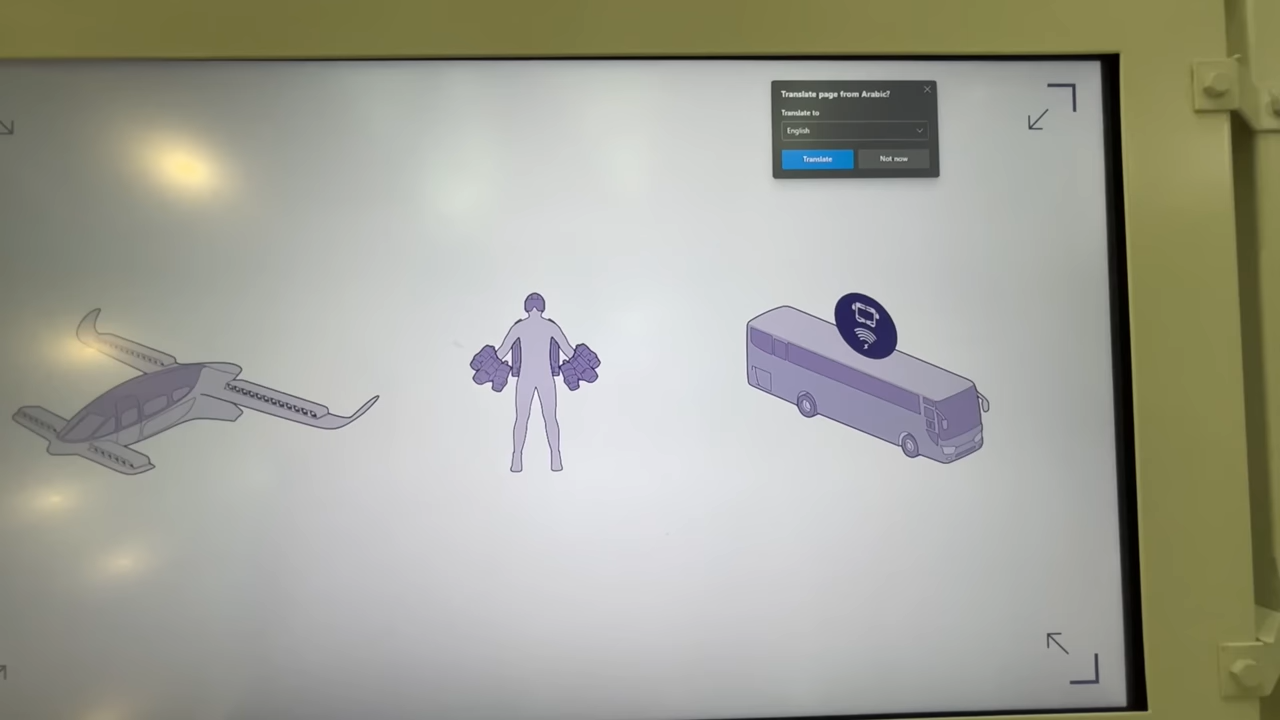 Translate page from Arabic?
Translate to
English
Translate
Not now